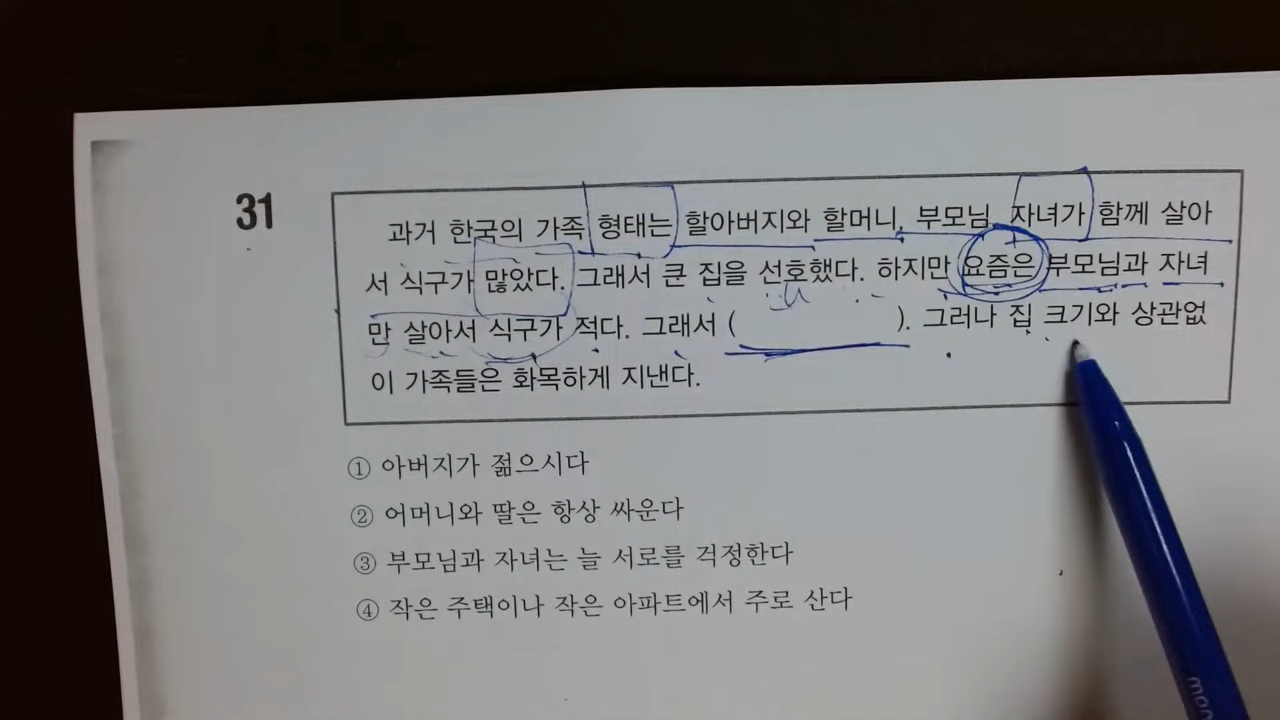 31
과거 한국의 가족 형태는 할아버지와 할머니, 부모님, 자녀가 함께 살아
서 식구가 많았다. 그래서 큰 집을 선호했다. 하지만 요즘은 부모님과 자녀
만 살아서 식구가 적다. 그래서 ( ). 그러나 집 크기와 상관없
이 가족들은 화목하게 지낸다.
① 아버지가 젊으시다
② 어머니와 딸은 항상 싸운다
③ 부모님과 자녀는 늘 서로를 걱정한다
④ 작은 주택이나 작은 아파트에서 주로 산다